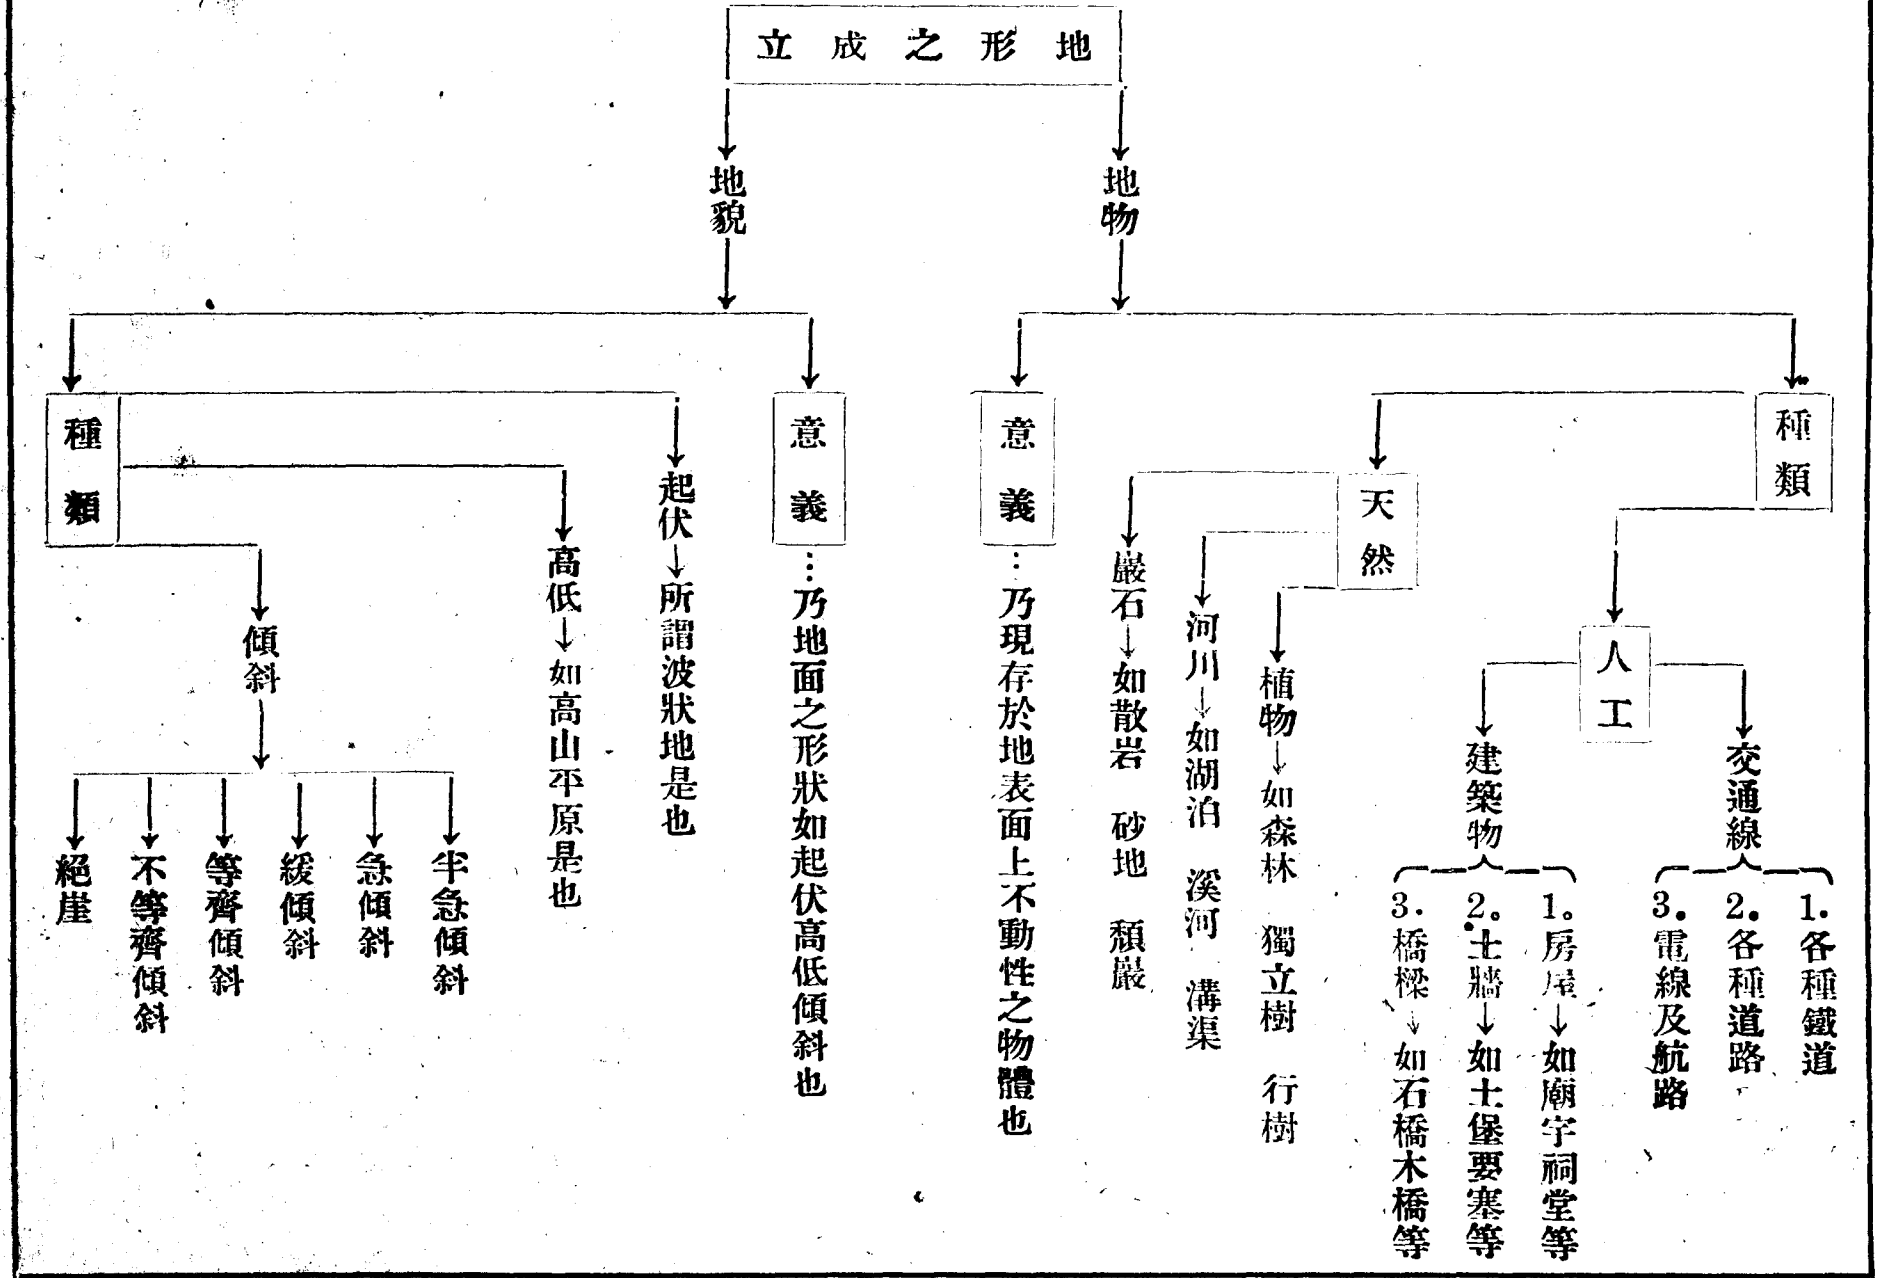 地形之成立
地物
種類
人工
交通線
1.各種鐵道
2.各種道路
3.電線及航路
建築物
1。房屋→如廟宇祠堂等
2。土牆→如土堡要塞等
3.橋樑→如石橋木橋等
天然
植物→如森林　獨立樹　行樹
河川→如湖泊　溪河　溝渠
巖石→如散岩　砂地　頹巖
意義
…乃現存於地表面上不動性之物體也
地貌
意義
…乃地面之形狀如起伏高低傾斜也
種類
起伏→所謂波狀地是也
高低→如高山平原是也
傾斜
半急傾斜
急傾斜
緩傾斜
等齊傾斜
不等齊傾斜
絕崖